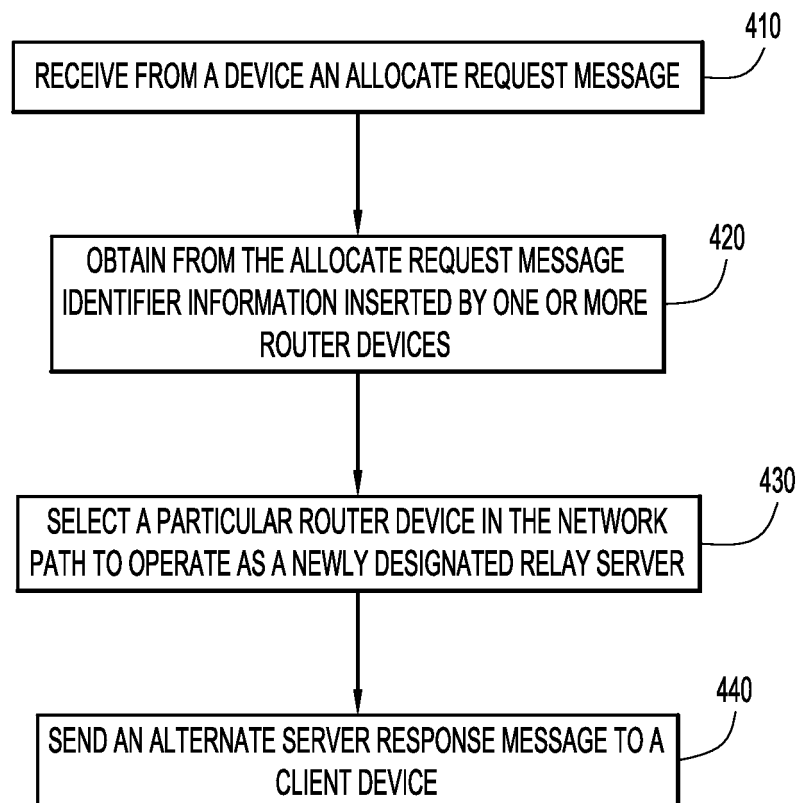 410
RECEIVE FROM A DEVICE AN ALLOCATE REQUEST MESSAGE
420
OBTAIN FROM THE ALLOCATE REQUEST MESSAGE
IDENTIFIER INFORMATION INSERTED BY ONE OR MORE
ROUTER DEVICES
430
SELECT A PARTICULAR ROUTER DEVICE IN THE NETWORK
PATH TO OPERATE AS A NEWLY DESIGNATED RELAY SERVER
440
SEND AN ALTERNATE SERVER RESPONSE MESSAGE TO A
CLIENT DEVICE